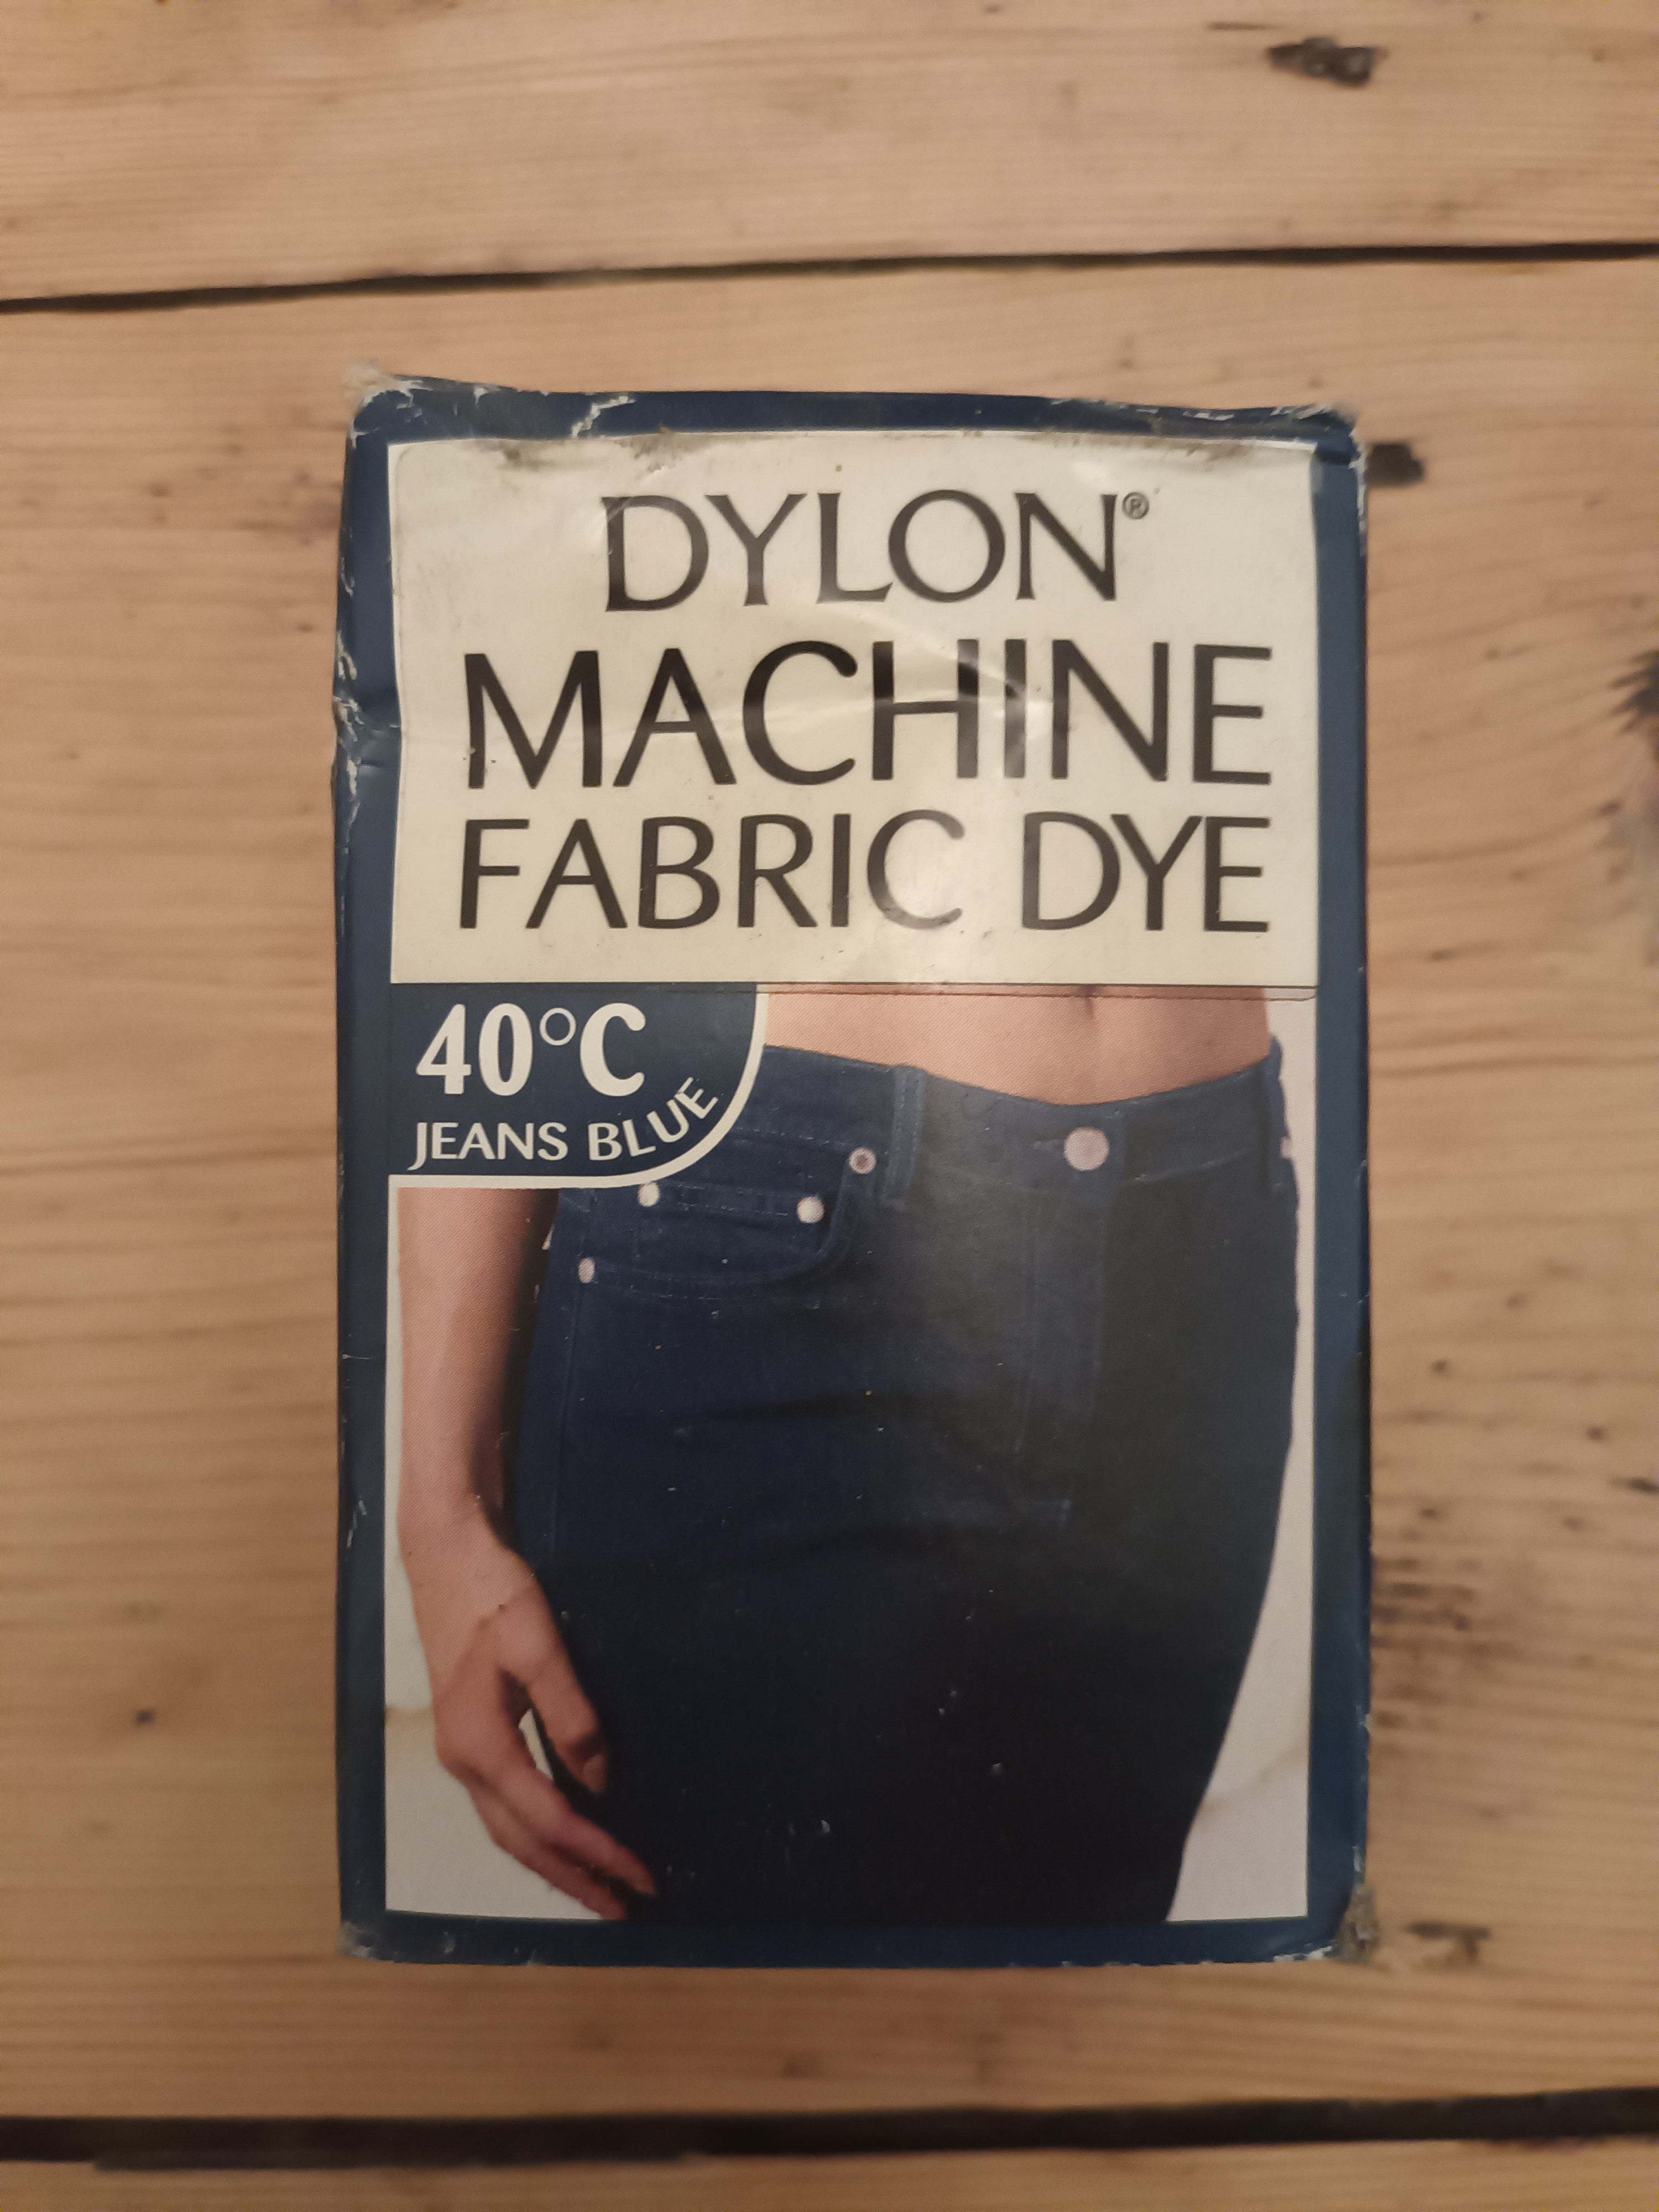 DYLON®
MACHINE
FABRIC DYE
40°C
JEANS BLUE